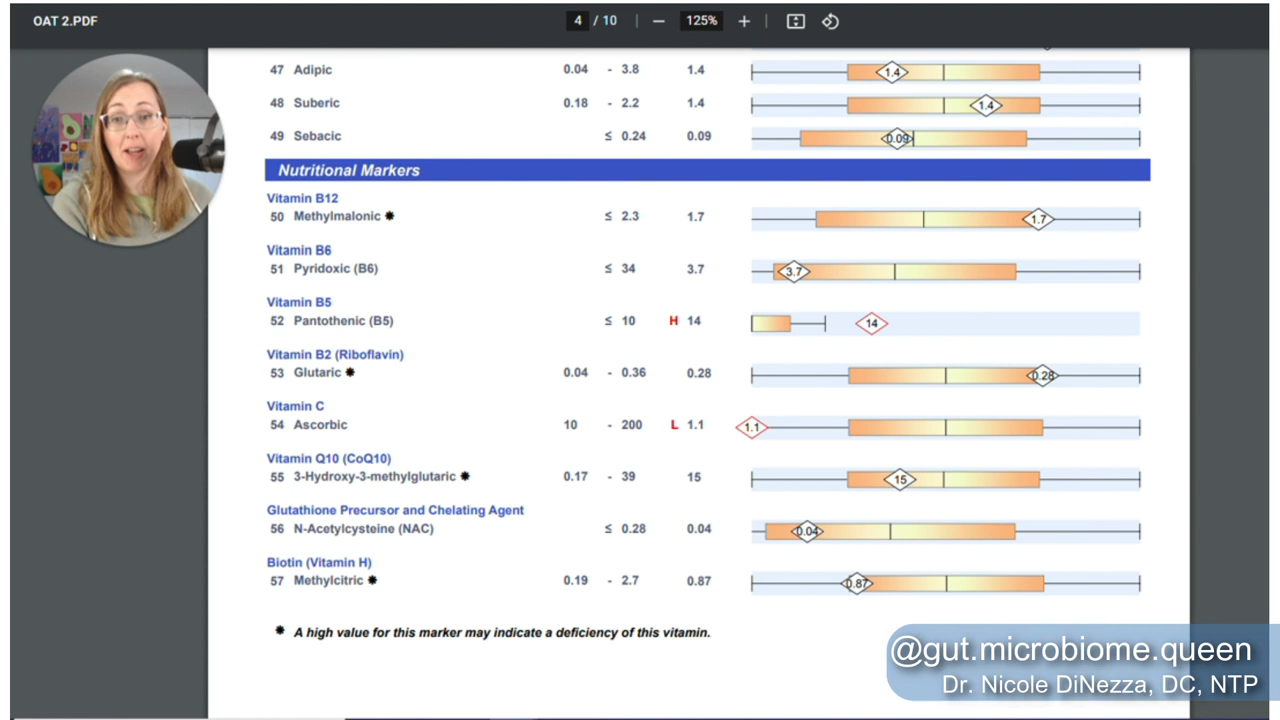 OAT 2.PDF 4 / 10 125%
47 Adipic 0.04 - 3.8 1.4 1.4
48 Suberic 0.18 - 2.2 1.4 1.4
49 Sebacic ≤ 0.24 0.09 0.09
Nutritional Markers
Vitamin B12
50 Methylmalonic ✸ ≤ 2.3 1.7 1.7
Vitamin B6
51 Pyridoxic (B6) ≤ 34 3.7 3.7
Vitamin B5
52 Pantothenic (B5) ≤ 10 H 14 14
Vitamin B2 (Riboflavin)
53 Glutaric ✸ 0.04 - 0.36 0.28 0.28
Vitamin C
54 Ascorbic 10 - 200 L 1.1 1.1
Vitamin Q10 (CoQ10)
55 3-Hydroxy-3-methylglutaric ✸ 0.17 - 39 15 15
Glutathione Precursor and Chelating Agent
56 N-Acetylcysteine (NAC) ≤ 0.28 0.04 0.04
Biotin (Vitamin H)
57 Methylcitric ✸ 0.19 - 2.7 0.87 0.87
✸ A high value for this marker may indicate a deficiency of this vitamin.
@gut.microbiome.queen
Dr. Nicole DiNezza, DC, NTP